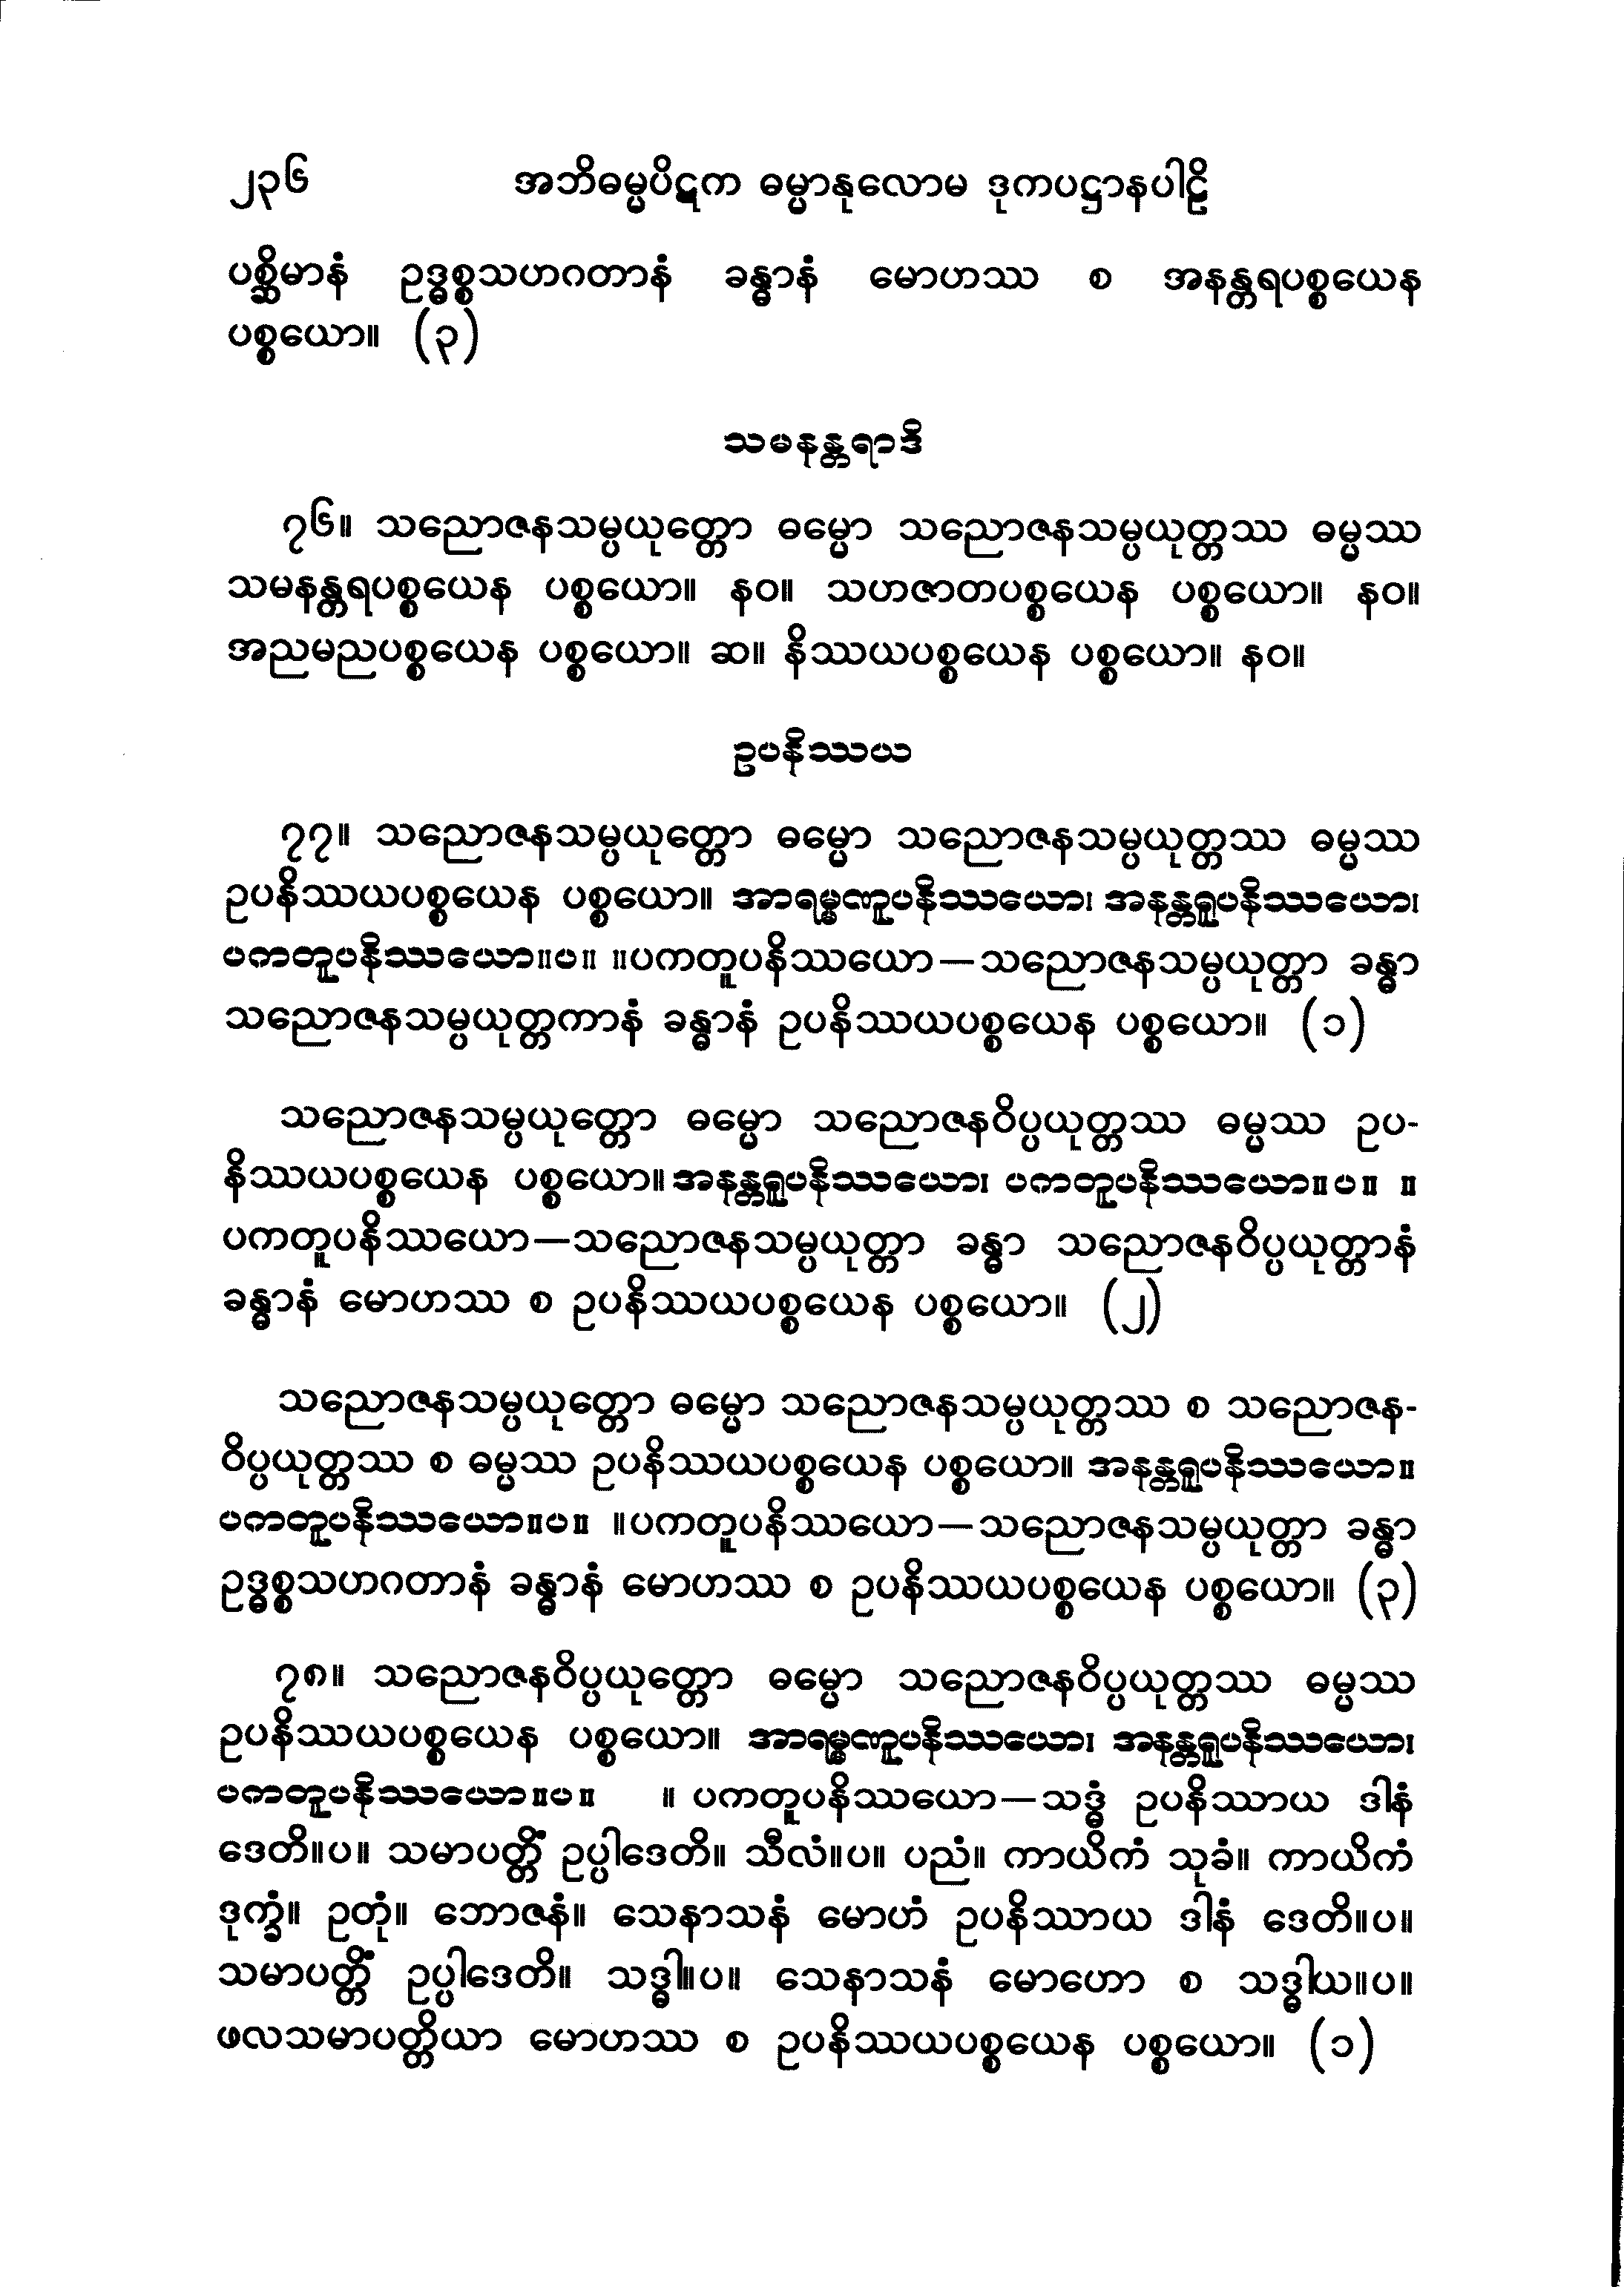 ၂၃၆ အဘိဓမ္မပိဋက ဓမ္မာနုလောမ ဒုကပဋ္ဌာနပါဠိ
ပစ္ဆိမာနံ ဥဒ္ဓစ္စသဟဂတာနံ ခန္ဓာနံ မောဟဿ စ အနန္တရပစ္စယေန
ပစ္စယော။ (၃)
သမနန္တရာဒိ
၇၆။ သညောဇနသမ္ပယုတ္တော ဓမ္မော သညောဇနသမ္ပယုတ္တဿ ဓမ္မဿ
သမနန္တရပစ္စယေန ပစ္စယော။ နဝ။ သဟဇာတပစ္စယေန ပစ္စယော။ နဝ။
အညမညပစ္စယေန ပစ္စယော။ ဆ။ နိဿယပစ္စယေန ပစ္စယော။ နဝ။
ဥပနိဿယ
၇၇။ သညောဇနသမ္ပယုတ္တော ဓမ္မော သညောဇနသမ္ပယုတ္တဿ ဓမ္မဿ
ဥပနိဿယပစ္စယေန ပစ္စယော။ အာရမ္မဏူပနိဿယော၊ အနန္တရူပနိဿယော၊
ပကတူပနိဿယော။ပ။ ။ပကတူပနိဿယော—သညောဇနသမ္ပယုတ္တာ ခန္ဓာ
သညောဇနသမ္ပယုတ္တကာနံ ခန္ဓာနံ ဥပနိဿယပစ္စယေန ပစ္စယော။ (၁)
သညောဇနသမ္ပယုတ္တော ဓမ္မော သညောဇနဝိပ္ပယုတ္တဿ ဓမ္မဿ ဥပ-
နိဿယပစ္စယေန ပစ္စယော။ အနန္တရူပနိဿယော၊ ပကတူပနိဿယော။ပ။ ။
ပကတူပနိဿယော—သညောဇနသမ္ပယုတ္တာ ခန္ဓာ သညောဇနဝိပ္ပယုတ္တာနံ
ခန္ဓာနံ မောဟဿ စ ဥပနိဿယပစ္စယေန ပစ္စယော။ (၂)
သညောဇနသမ္ပယုတ္တော ဓမ္မော သညောဇနသမ္ပယုတ္တဿ စ သညောဇန-
ဝိပ္ပယုတ္တဿ စ ဓမ္မဿ ဥပနိဿယပစ္စယေန ပစ္စယော။ အနန္တရူပနိဿယော။
ပကတူပနိဿယော။ပ။ ။ပကတူပနိဿယော—သညောဇနသမ္ပယုတ္တာ ခန္ဓာ
ဥဒ္ဓစ္စသဟဂတာနံ ခန္ဓာနံ မောဟဿ စ ဥပနိဿယပစ္စယေန ပစ္စယော။ (၃)
၇၈။ သညောဇနဝိပ္ပယုတ္တော ဓမ္မော သညောဇနဝိပ္ပယုတ္တဿ ဓမ္မဿ
ဥပနိဿယပစ္စယေန ပစ္စယော။ အာရမ္မဏူပနိဿယော၊ အနန္တရူပနိဿယော၊
ပကတူပနိဿယော။ပ။ ။ ပကတူပနိဿယော—သဒ္ဓံ ဥပနိဿာယ ဒါနံ
ဒေတိ။ပ။ သမာပတ္တိံ ဥပ္ပါဒေတိ။ သီလံ။ပ။ ပညံ။ ကာယိကံ သုခံ။ ကာယိကံ
ဒုက္ခံ။ ဥတုံ။ ဘောဇနံ။ သေနာသနံ မောဟံ ဥပနိဿာယ ဒါနံ ဒေတိ။ပ။
သမာပတ္တိံ ဥပ္ပါဒေတိ။ သဒ္ဓါ။ပ။ သေနာသနံ မောဟော စ သဒ္ဓါယ။ပ။
ဖလသမာပတ္တိယာ မောဟဿ စ ဥပနိဿယပစ္စယေန ပစ္စယော။ (၁)